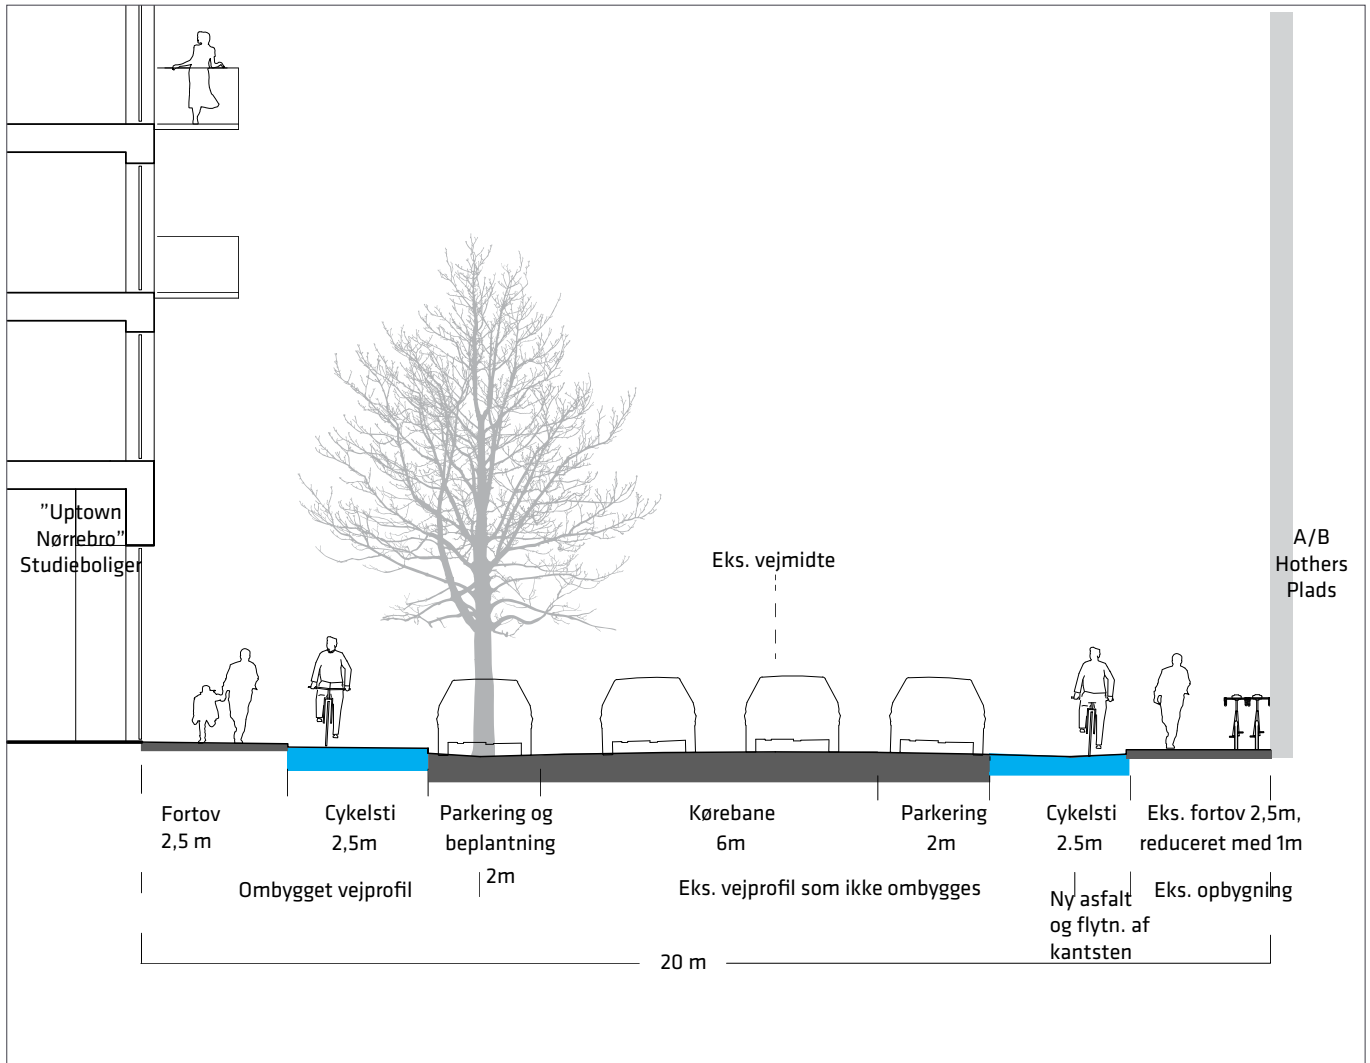 ”Uptown
Nørrebro”
Studieboliger
Eks. vejmidte
A/B
Hothers
Plads
Fortov
2,5 m
Cykelsti
2,5m
Parkering og
beplantning
2m
Kørebane
6m
Parkering
2m
Cykelsti
2.5m
Eks. fortov 2,5m,
reduceret med 1m
Ombygget vejprofil
Eks. vejprofil som ikke ombygges
Ny asfalt
og flytn. af
kantsten
Eks. opbygning
20 m